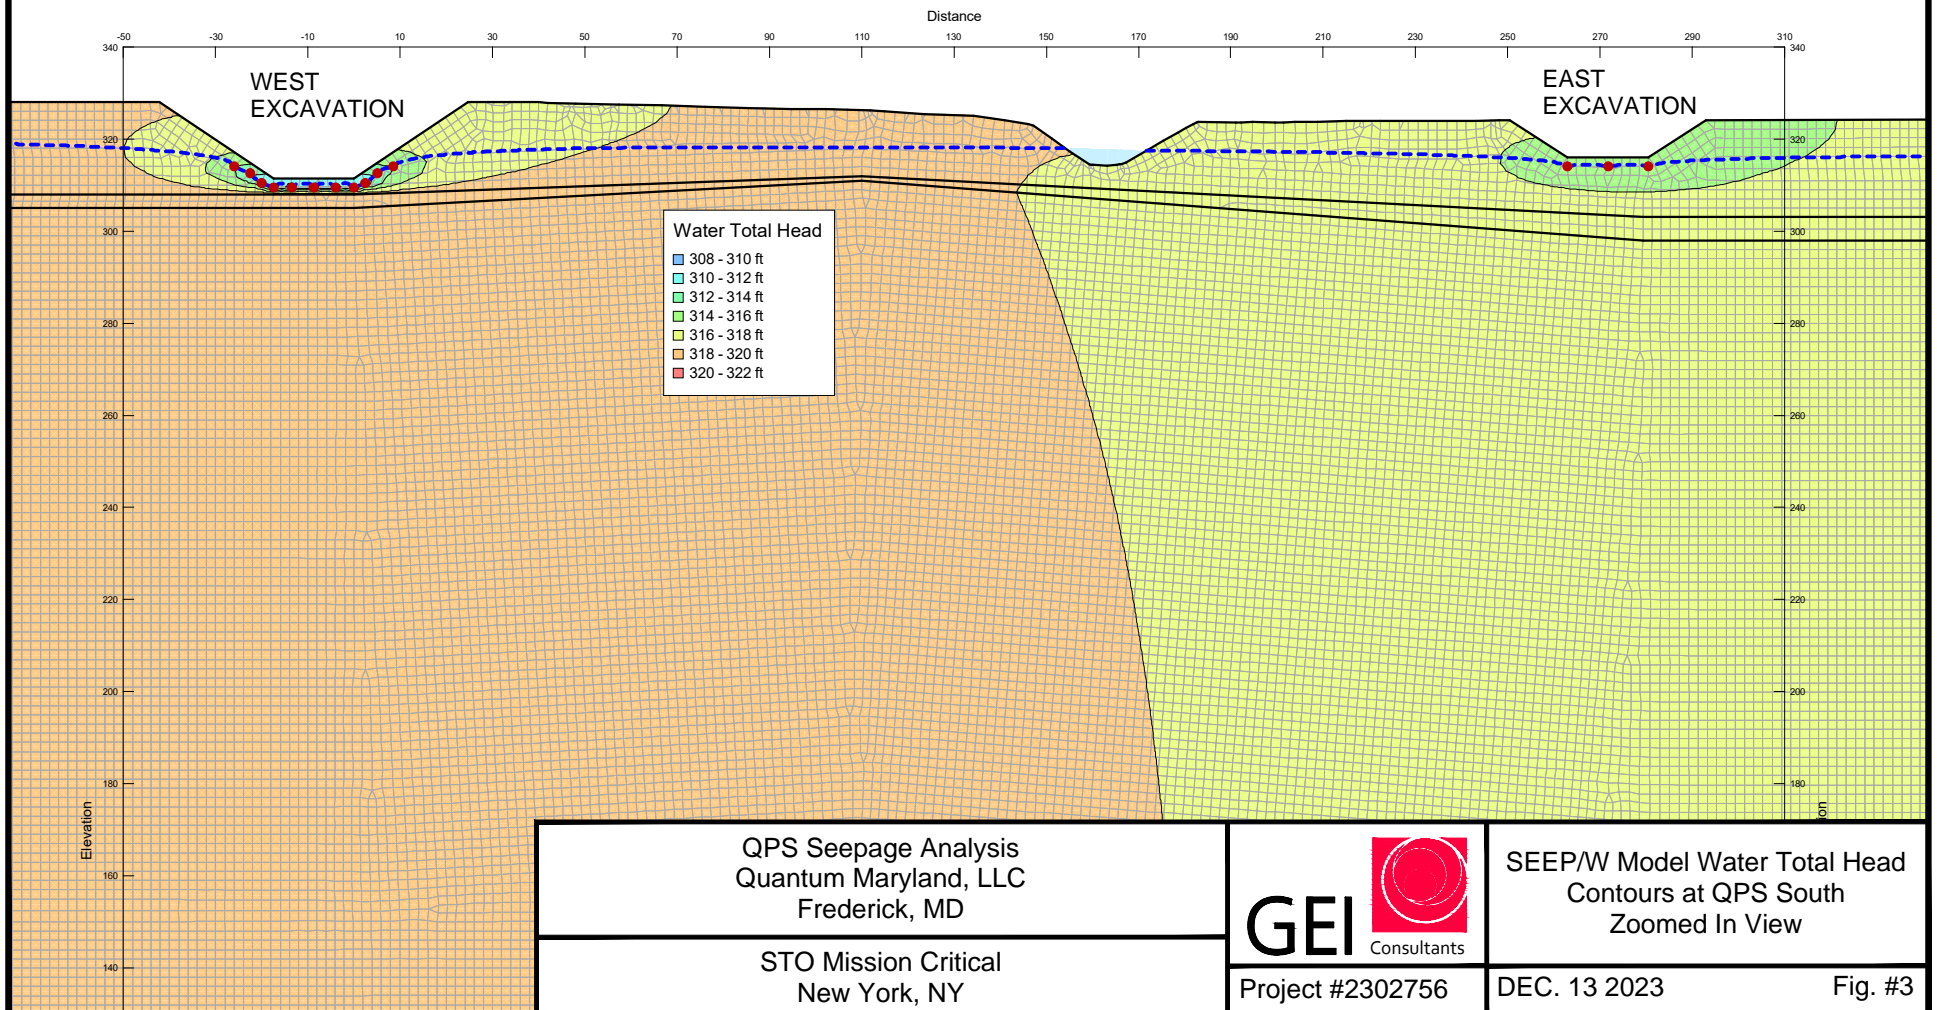 Distance
-50 -30 -10 10 30 50 70 90 110 130 150 170 190 210 230 250 270 290 310
340 340
WEST
EXCAVATION
EAST
EXCAVATION
320 320
300 300
280 280
260 260
240 240
220 220
200 200
180 180
160
140
Water Total Head
308 - 310 ft
310 - 312 ft
312 - 314 ft
314 - 316 ft
316 - 318 ft
318 - 320 ft
320 - 322 ft
Elevation
ion
QPS Seepage Analysis
Quantum Maryland, LLC
Frederick, MD
STO Mission Critical
New York, NY
GEI
Consultants
Project #2302756
SEEP/W Model Water Total Head
Contours at QPS South
Zoomed In View
DEC. 13 2023 Fig. #3